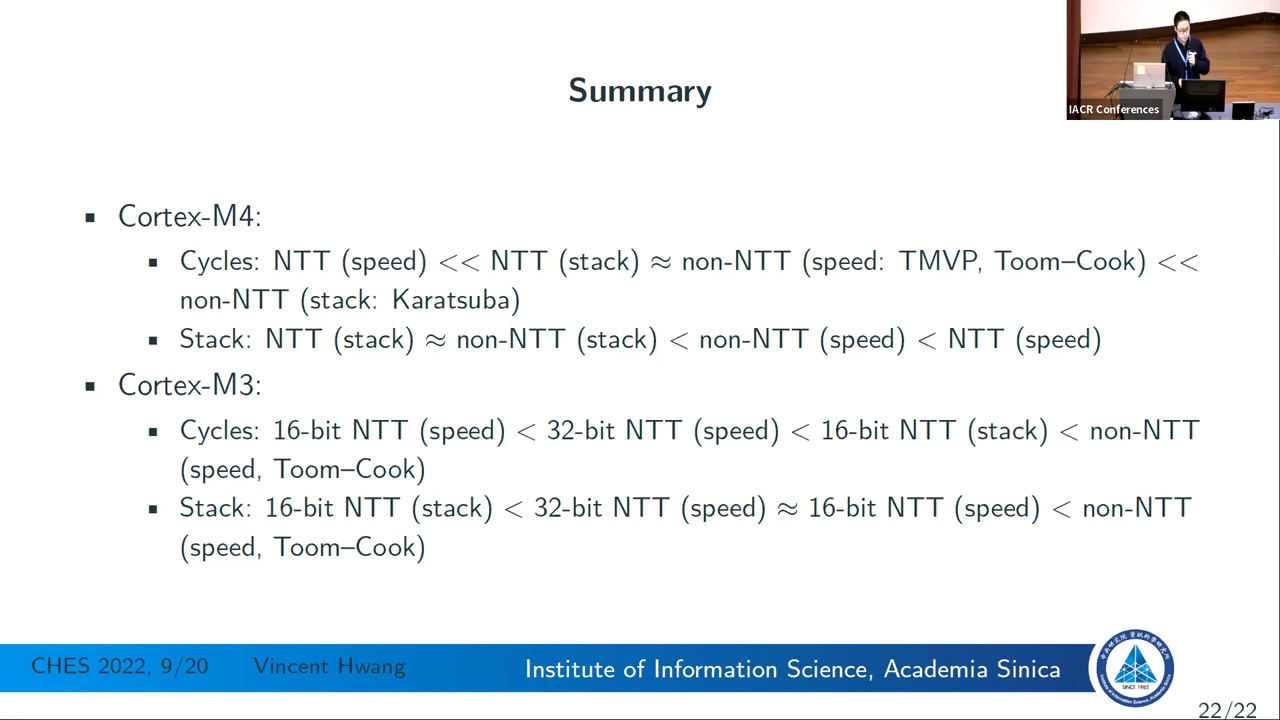 IACR Conferences
Summary
▪ Cortex-M4:
▪ Cycles: NTT (speed) << NTT (stack) ≈ non-NTT (speed: TMVP, Toom–Cook) <<
non-NTT (stack: Karatsuba)
▪ Stack: NTT (stack) ≈ non-NTT (stack) < non-NTT (speed) < NTT (speed)
▪ Cortex-M3:
▪ Cycles: 16-bit NTT (speed) < 32-bit NTT (speed) < 16-bit NTT (stack) < non-NTT
(speed, Toom–Cook)
▪ Stack: 16-bit NTT (stack) < 32-bit NTT (speed) ≈ 16-bit NTT (speed) < non-NTT
(speed, Toom–Cook)
CHES 2022, 9/20 Vincent Hwang Institute of Information Science, Academia Sinica
SINCE 1982
22/22